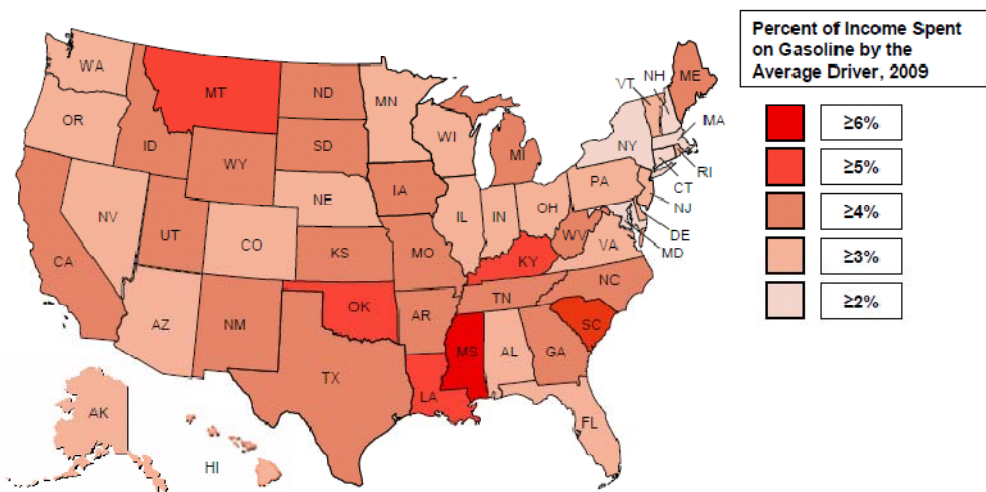 Percent of Income Spent
on Gasoline by the
Average Driver, 2009
≥6%
≥5%
≥4%
≥3%
≥2%
WA
MT
ND
MN
VT
NH
ME
OR
ID
WY
SD
WI
MI
NY
MA
RI
CT
NJ
DE
MD
NV
UT
CO
NE
IA
IL
IN
OH
PA
WV
VA
CA
KS
MO
KY
NC
AZ
NM
OK
AR
TN
SC
TX
LA
MS
AL
GA
FL
AK
HI